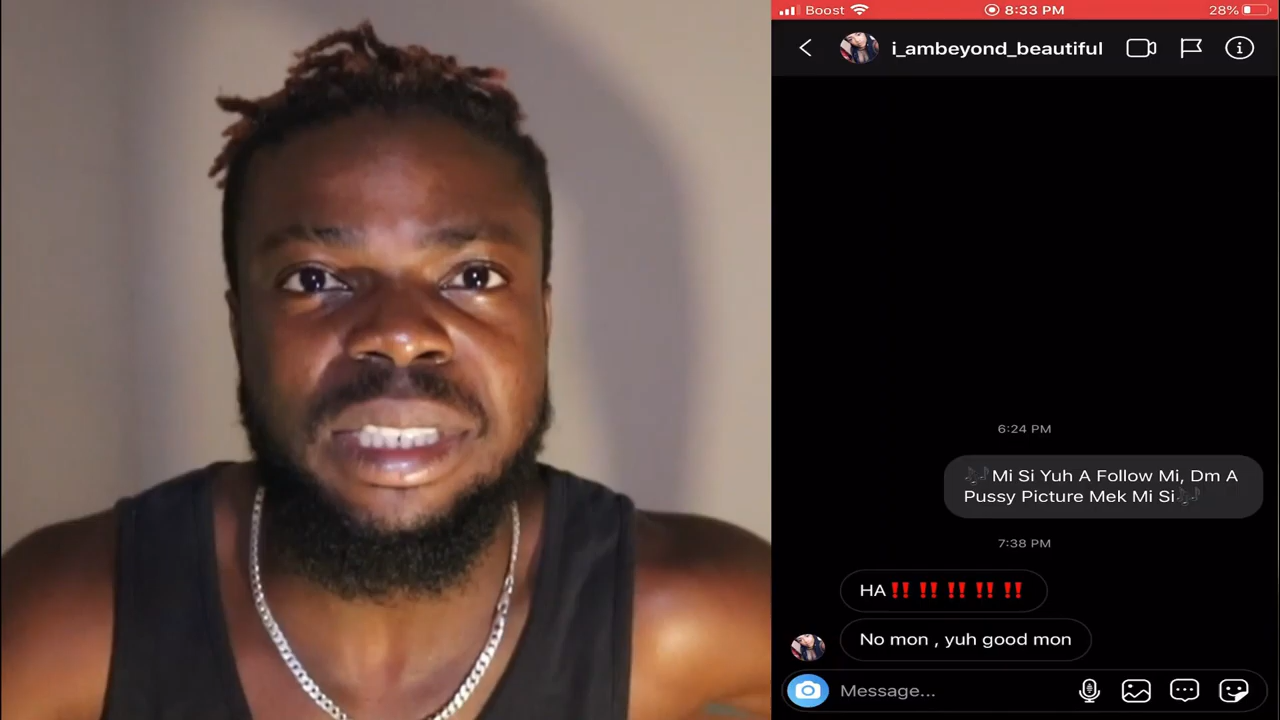 Boost 8:33 PM 28%
i_ambeyond_beautiful
6:24 PM
🎶Mi Si Yuh A Follow Mi, Dm A
Pussy Picture Mek Mi Si🎶
7:38 PM
HA‼️‼️‼️‼️‼️
No mon , yuh good mon
Message...